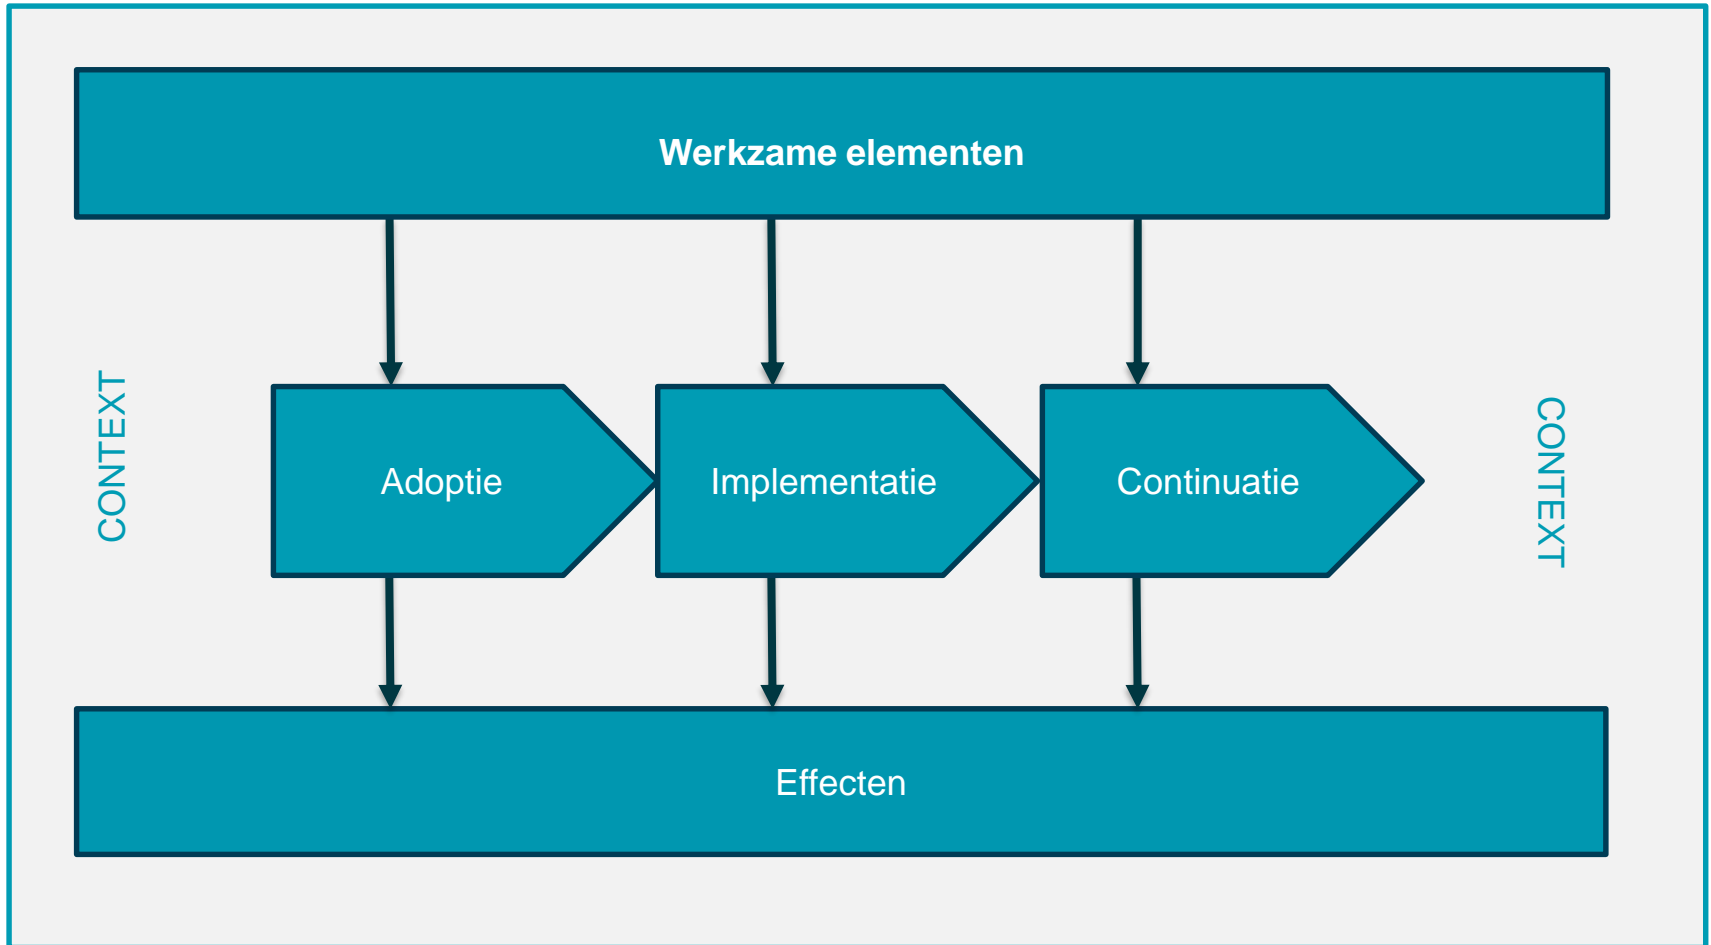 Werkzame elementen
CONTEXT
Adoptie
Implementatie
Continuatie
CONTEXT
Effecten